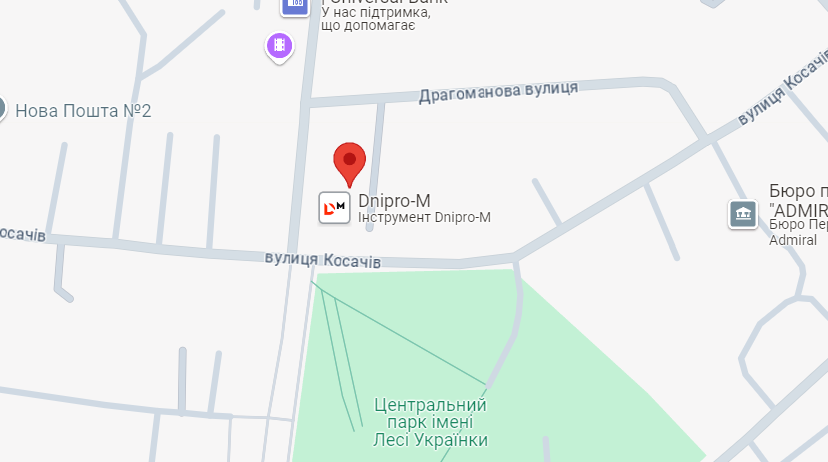 Universal Bank
У нас підтримка,
що допомагає
Нова Пошта №2
Драгоманова вулиця
вулиця Косачів
Dnipro-M
Інструмент Dnipro-M
Бюро п
"ADMIR
Бюро Пер
Admiral
осачів
вулиця Косачів
Центральний
парк імені
Лесі Українки